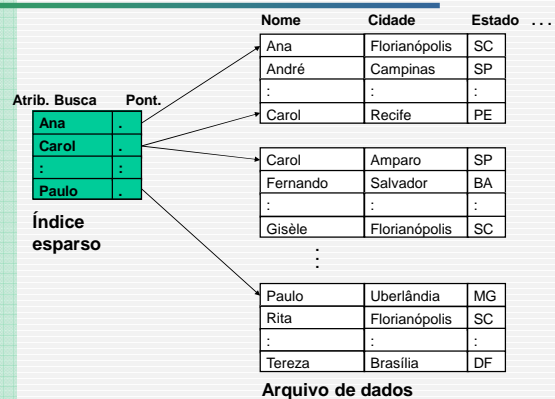 Nome Cidade Estado ...
Ana Florianópolis SC
André Campinas SP
: : :
Carol Recife PE
Atrib. Busca Pont.
Ana .
Carol .
: :
Paulo .
Índice
esparso
Carol Amparo SP
Fernando Salvador BA
: : :
Gisèle Florianópolis SC
:
Paulo Uberlândia MG
Rita Florianópolis SC
: : :
Tereza Brasília DF
Arquivo de dados